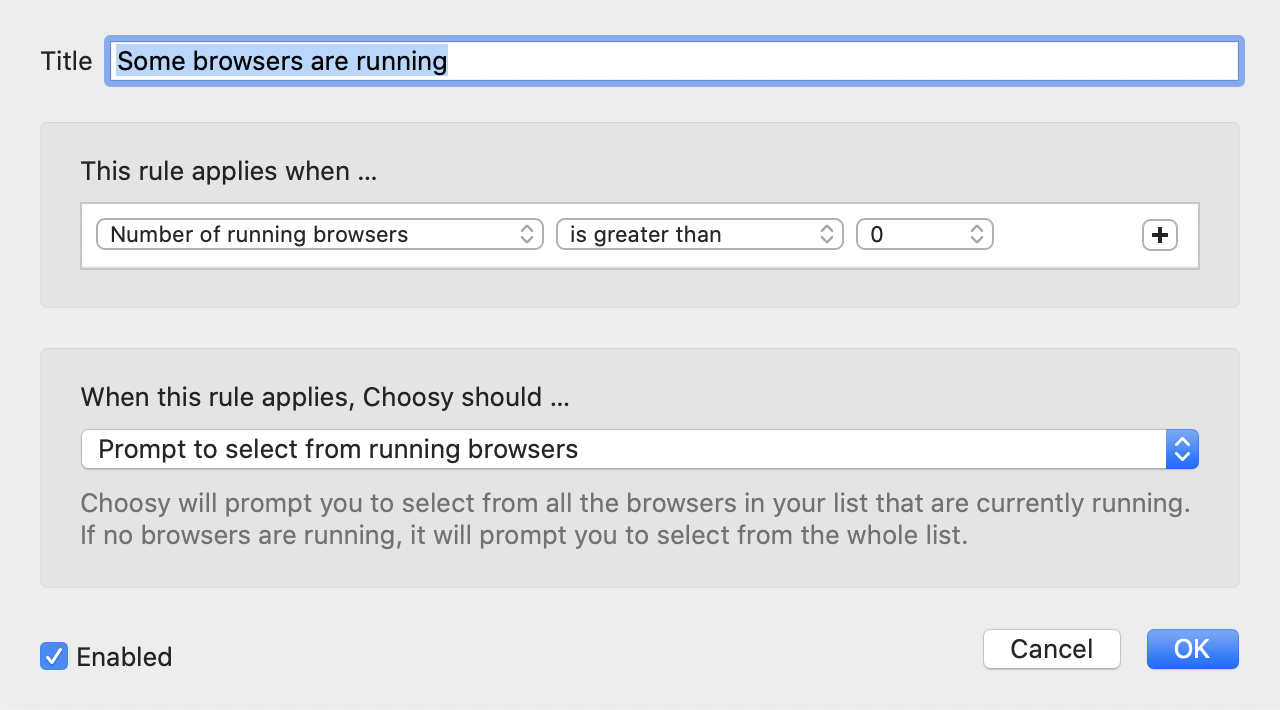 Title Some browsers are running
This rule applies when ...
Number of running browsers is greater than 0
When this rule applies, Choosy should ...
Prompt to select from running browsers
Choosy will prompt you to select from all the browsers in your list that are currently running.
If no browsers are running, it will prompt you to select from the whole list.
Enabled Cancel OK